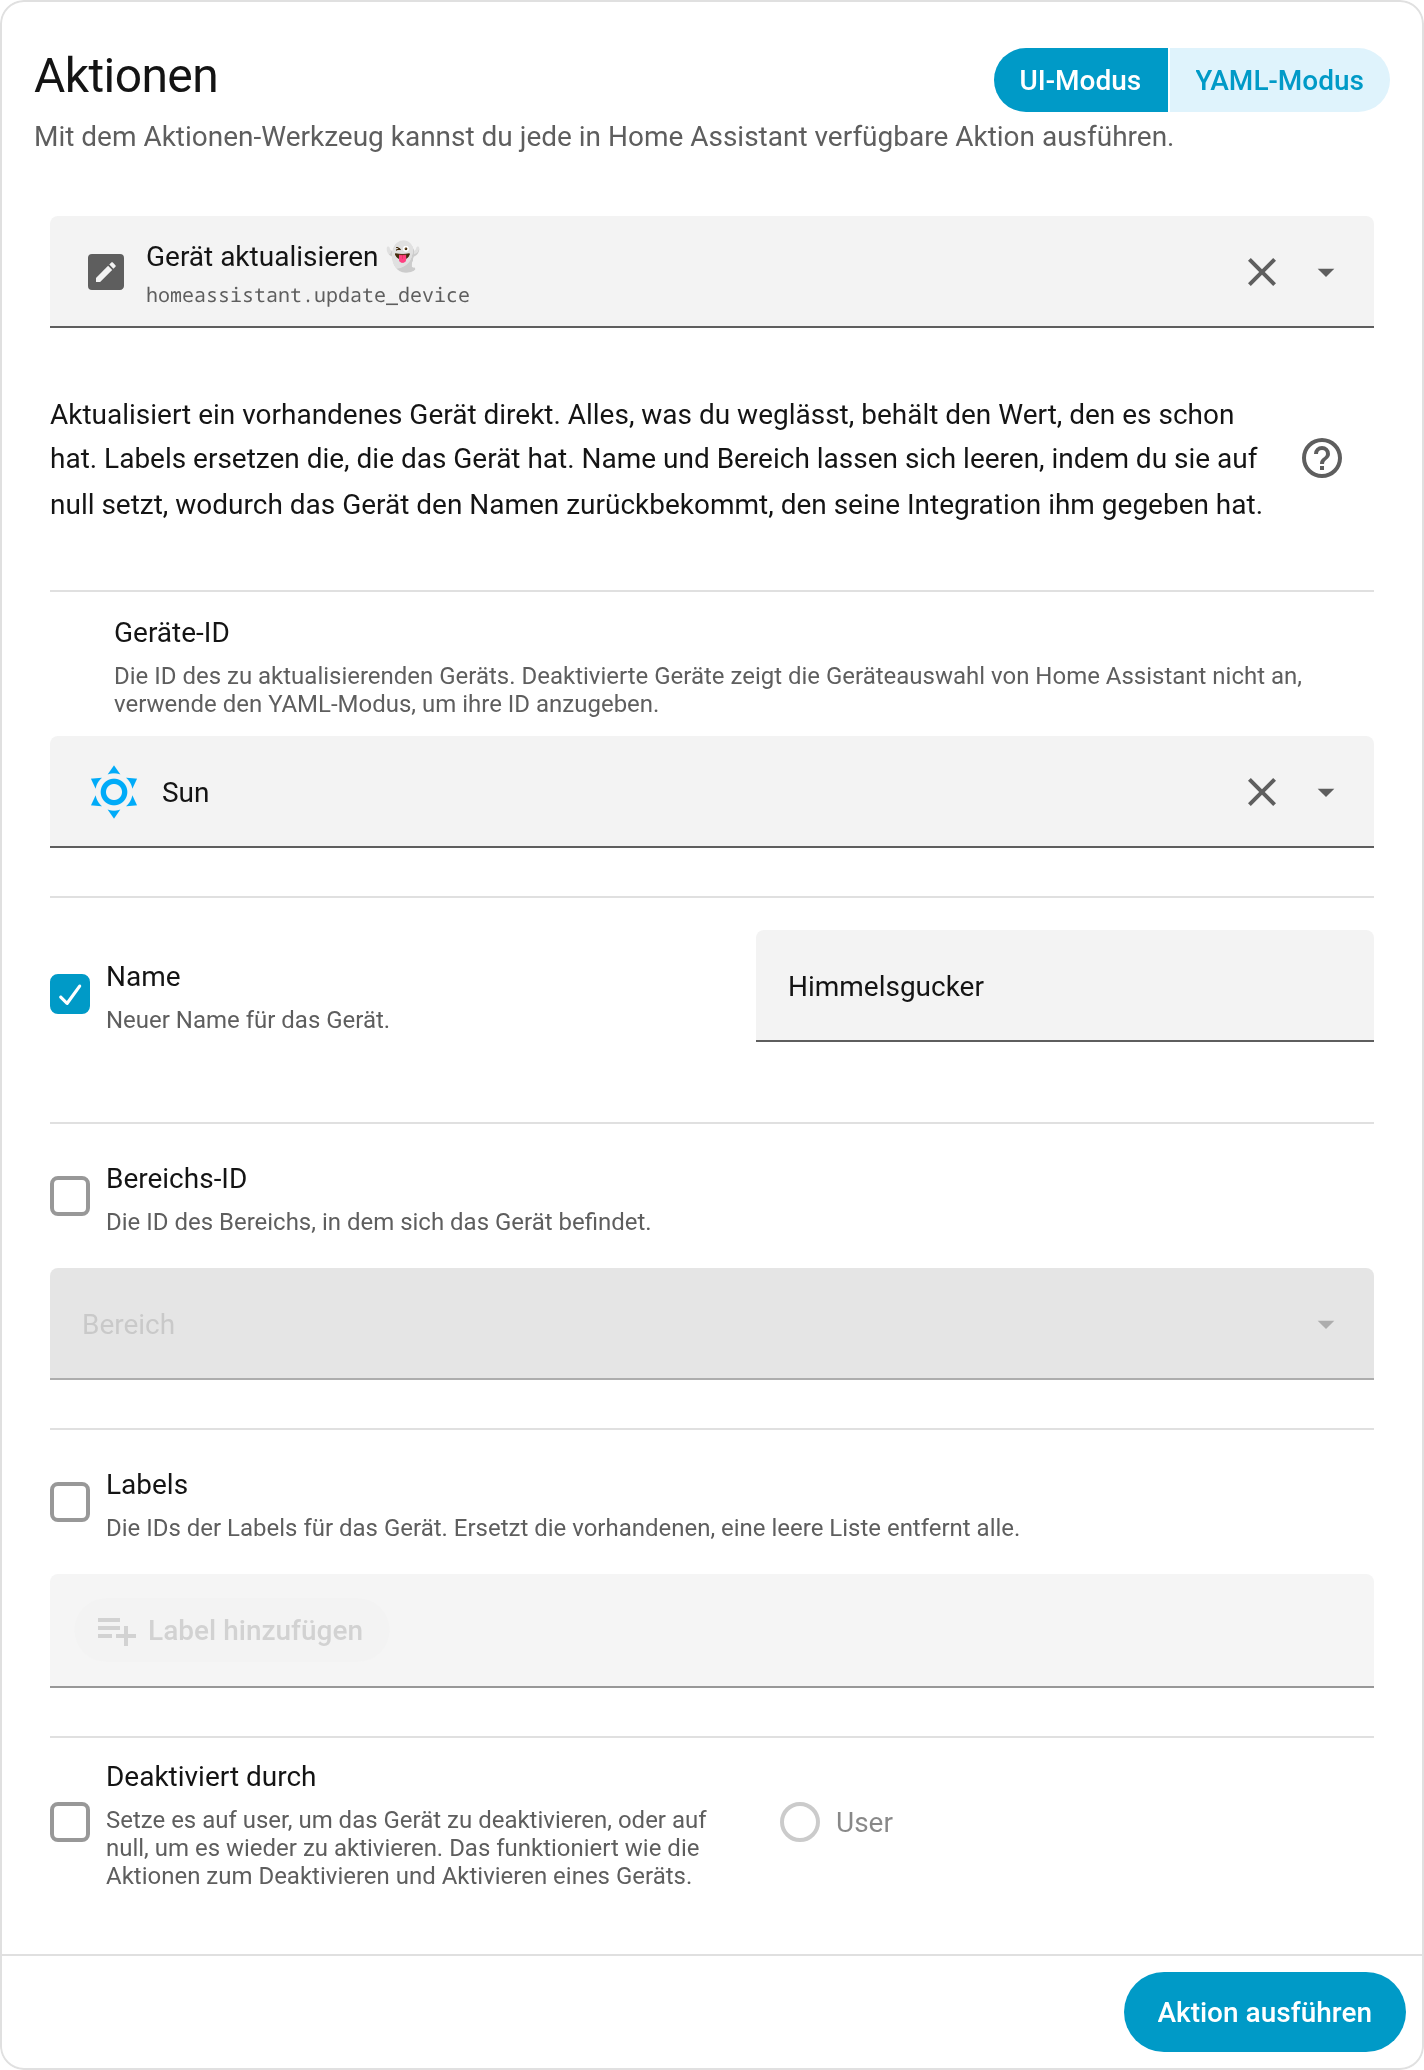 Aktionen
UI-Modus
YAML-Modus
Mit dem Aktionen-Werkzeug kannst du jede in Home Assistant verfügbare Aktion ausführen.
Gerät aktualisieren 👻
homeassistant.update_device
Aktualisiert ein vorhandenes Gerät direkt. Alles, was du weglässt, behält den Wert, den es schon
hat. Labels ersetzen die, die das Gerät hat. Name und Bereich lassen sich leeren, indem du sie auf
null setzt, wodurch das Gerät den Namen zurückbekommt, den seine Integration ihm gegeben hat.
Geräte-ID
Die ID des zu aktualisierenden Geräts. Deaktivierte Geräte zeigt die Geräteauswahl von Home Assistant nicht an,
verwende den YAML-Modus, um ihre ID anzugeben.
Sun
Name
Neuer Name für das Gerät.
Himmelsgucker
Bereichs-ID
Die ID des Bereichs, in dem sich das Gerät befindet.
Bereich
Labels
Die IDs der Labels für das Gerät. Ersetzt die vorhandenen, eine leere Liste entfernt alle.
Label hinzufügen
Deaktiviert durch
Setze es auf user, um das Gerät zu deaktivieren, oder auf
null, um es wieder zu aktivieren. Das funktioniert wie die
Aktionen zum Deaktivieren und Aktivieren eines Geräts.
User
Aktion ausführen